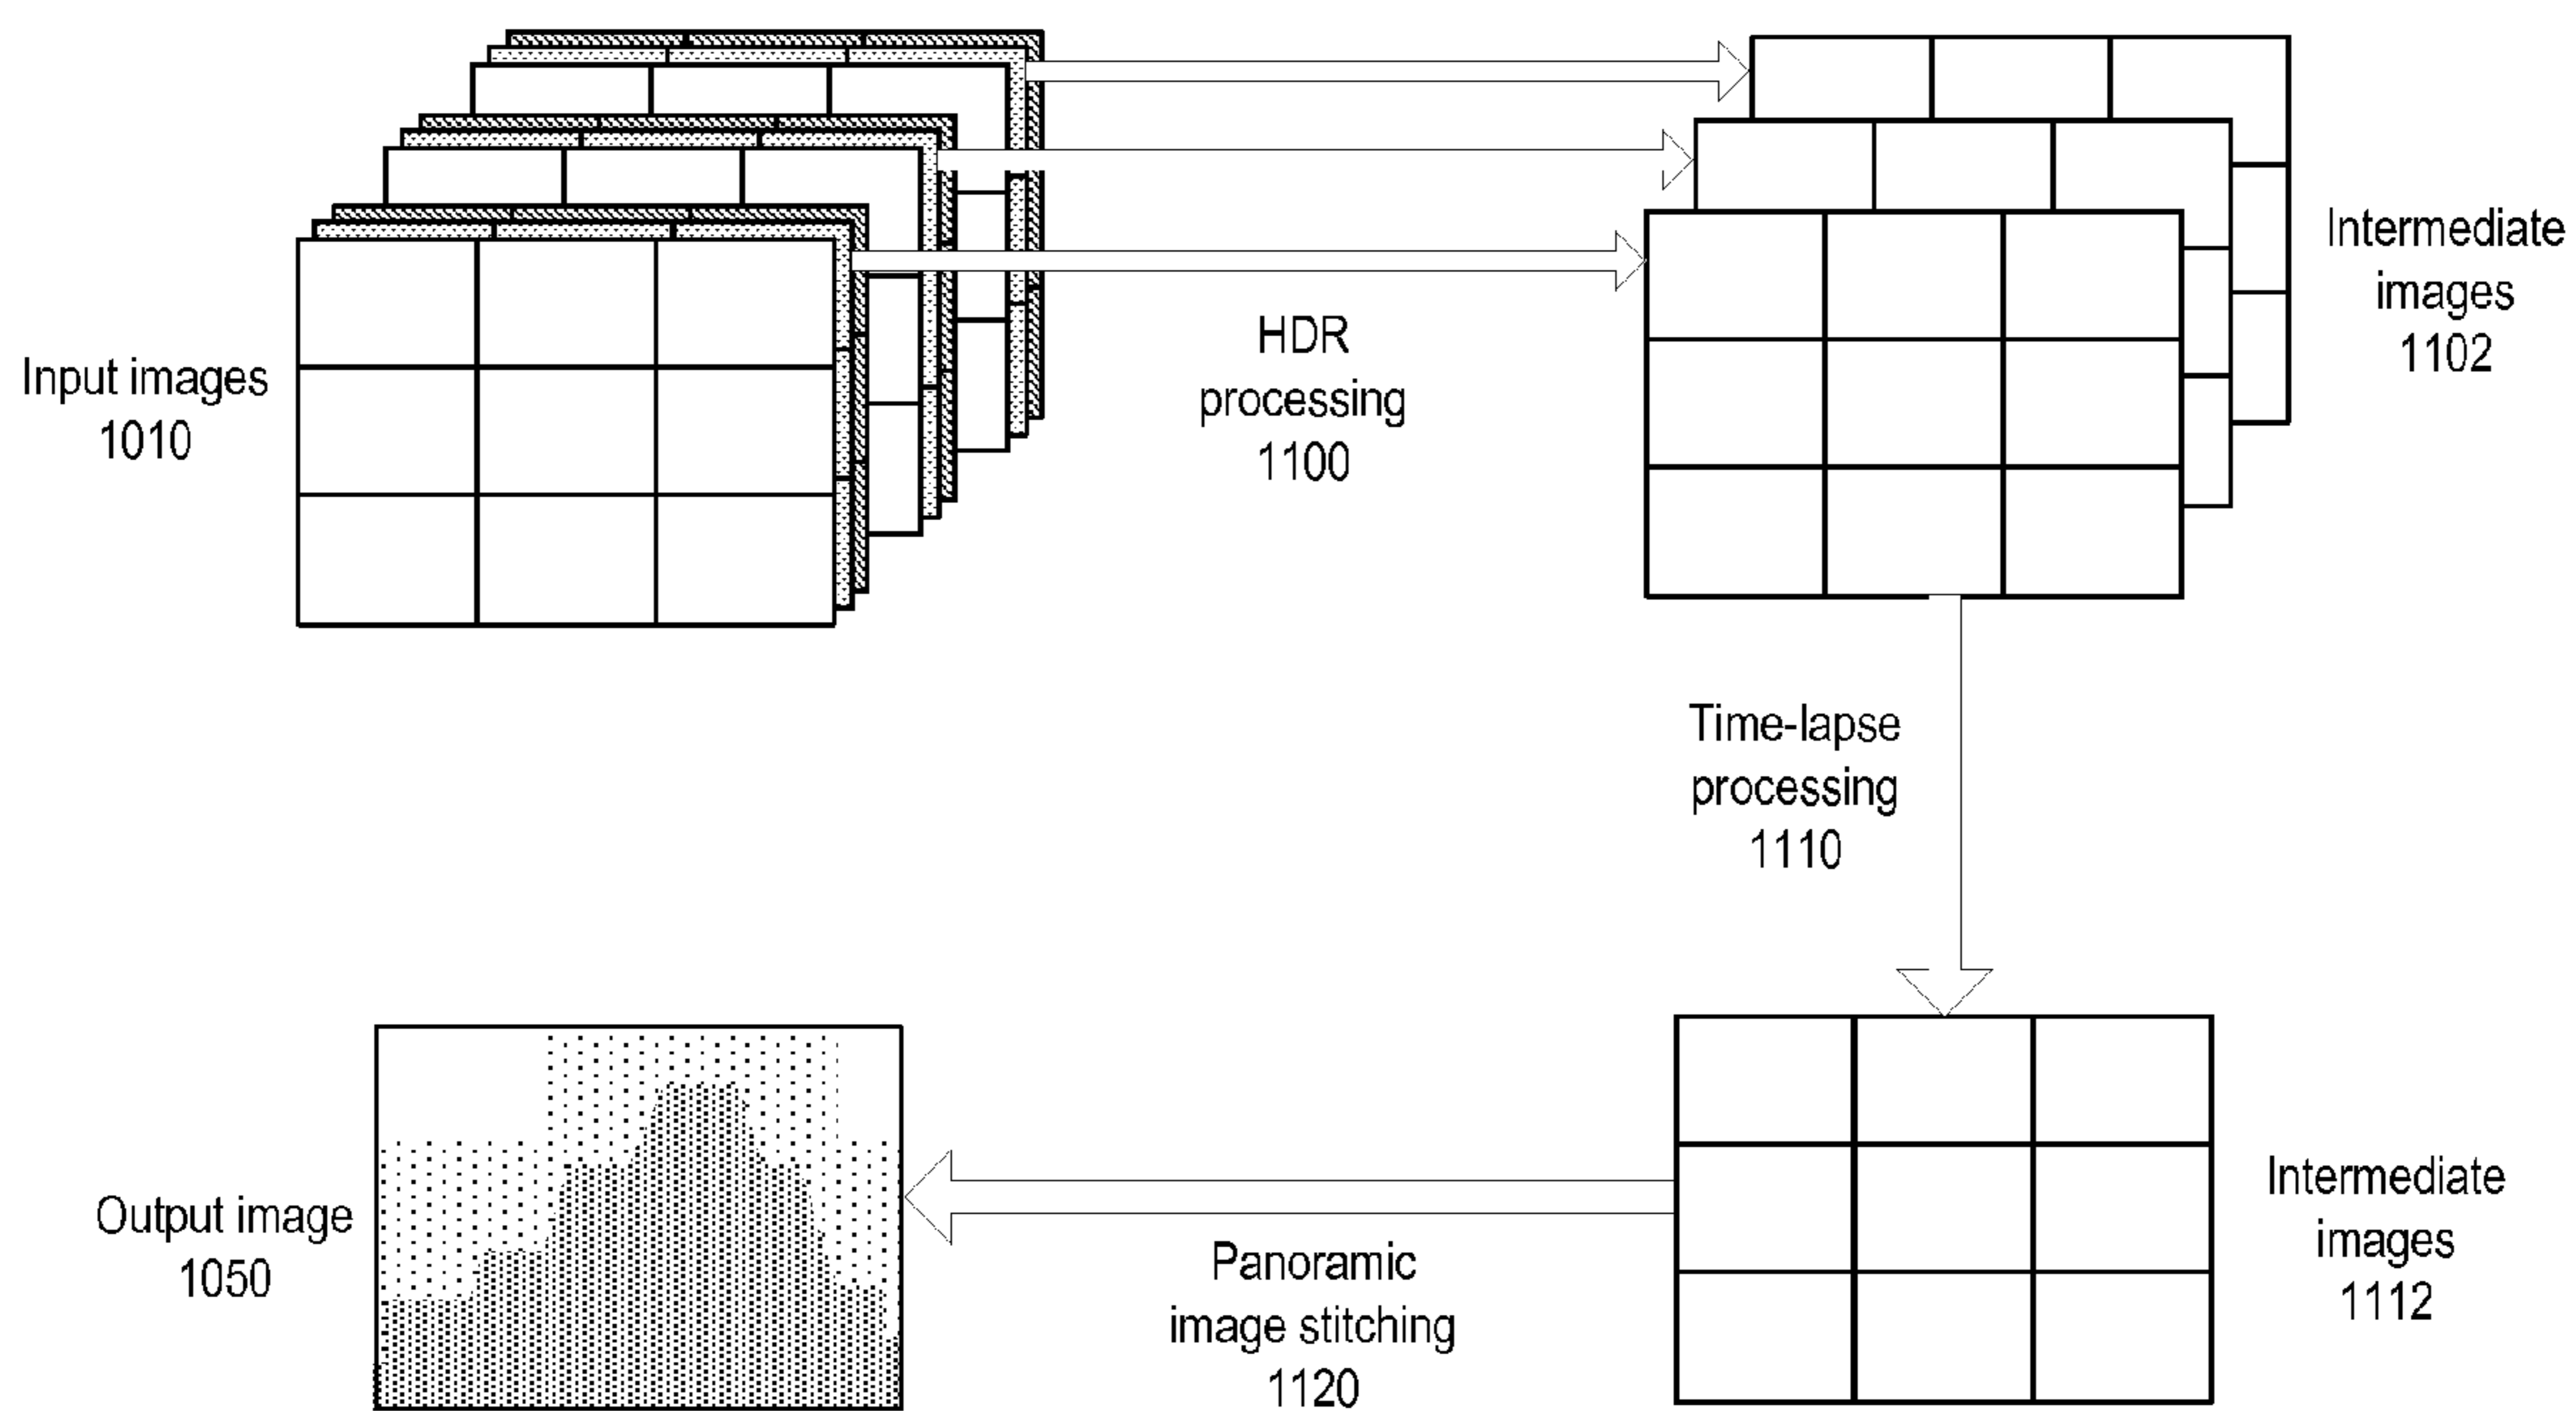 Input images
1010
HDR
processing
1100
Intermediate
images
1102
Time-lapse
processing
1110
Output image
1050
Panoramic
image stitching
1120
Intermediate
images
1112